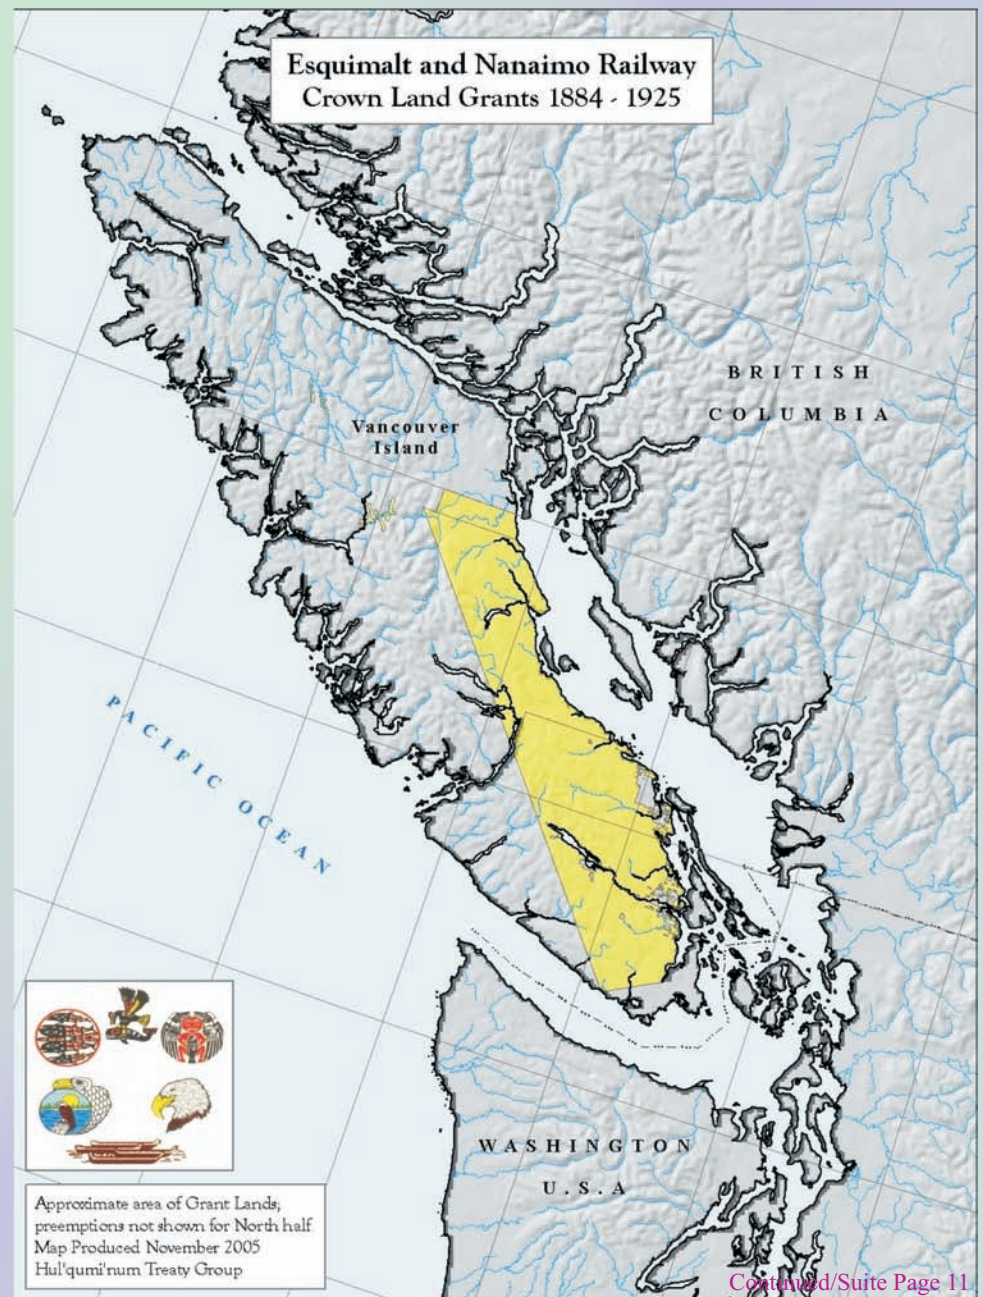 Esquimalt and Nanaimo Railway
Crown Land Grants 1884 - 1925
BRITISH
COLUMBIA
Vancouver
Island
PACIFIC OCEAN
WASHINGTON
U.S.A
Approximate area of Grant Lands;
preemptions not shown for North half
Map Produced November 2005
Hul'qumi'num Treaty Group
Continued/Suite Page 11